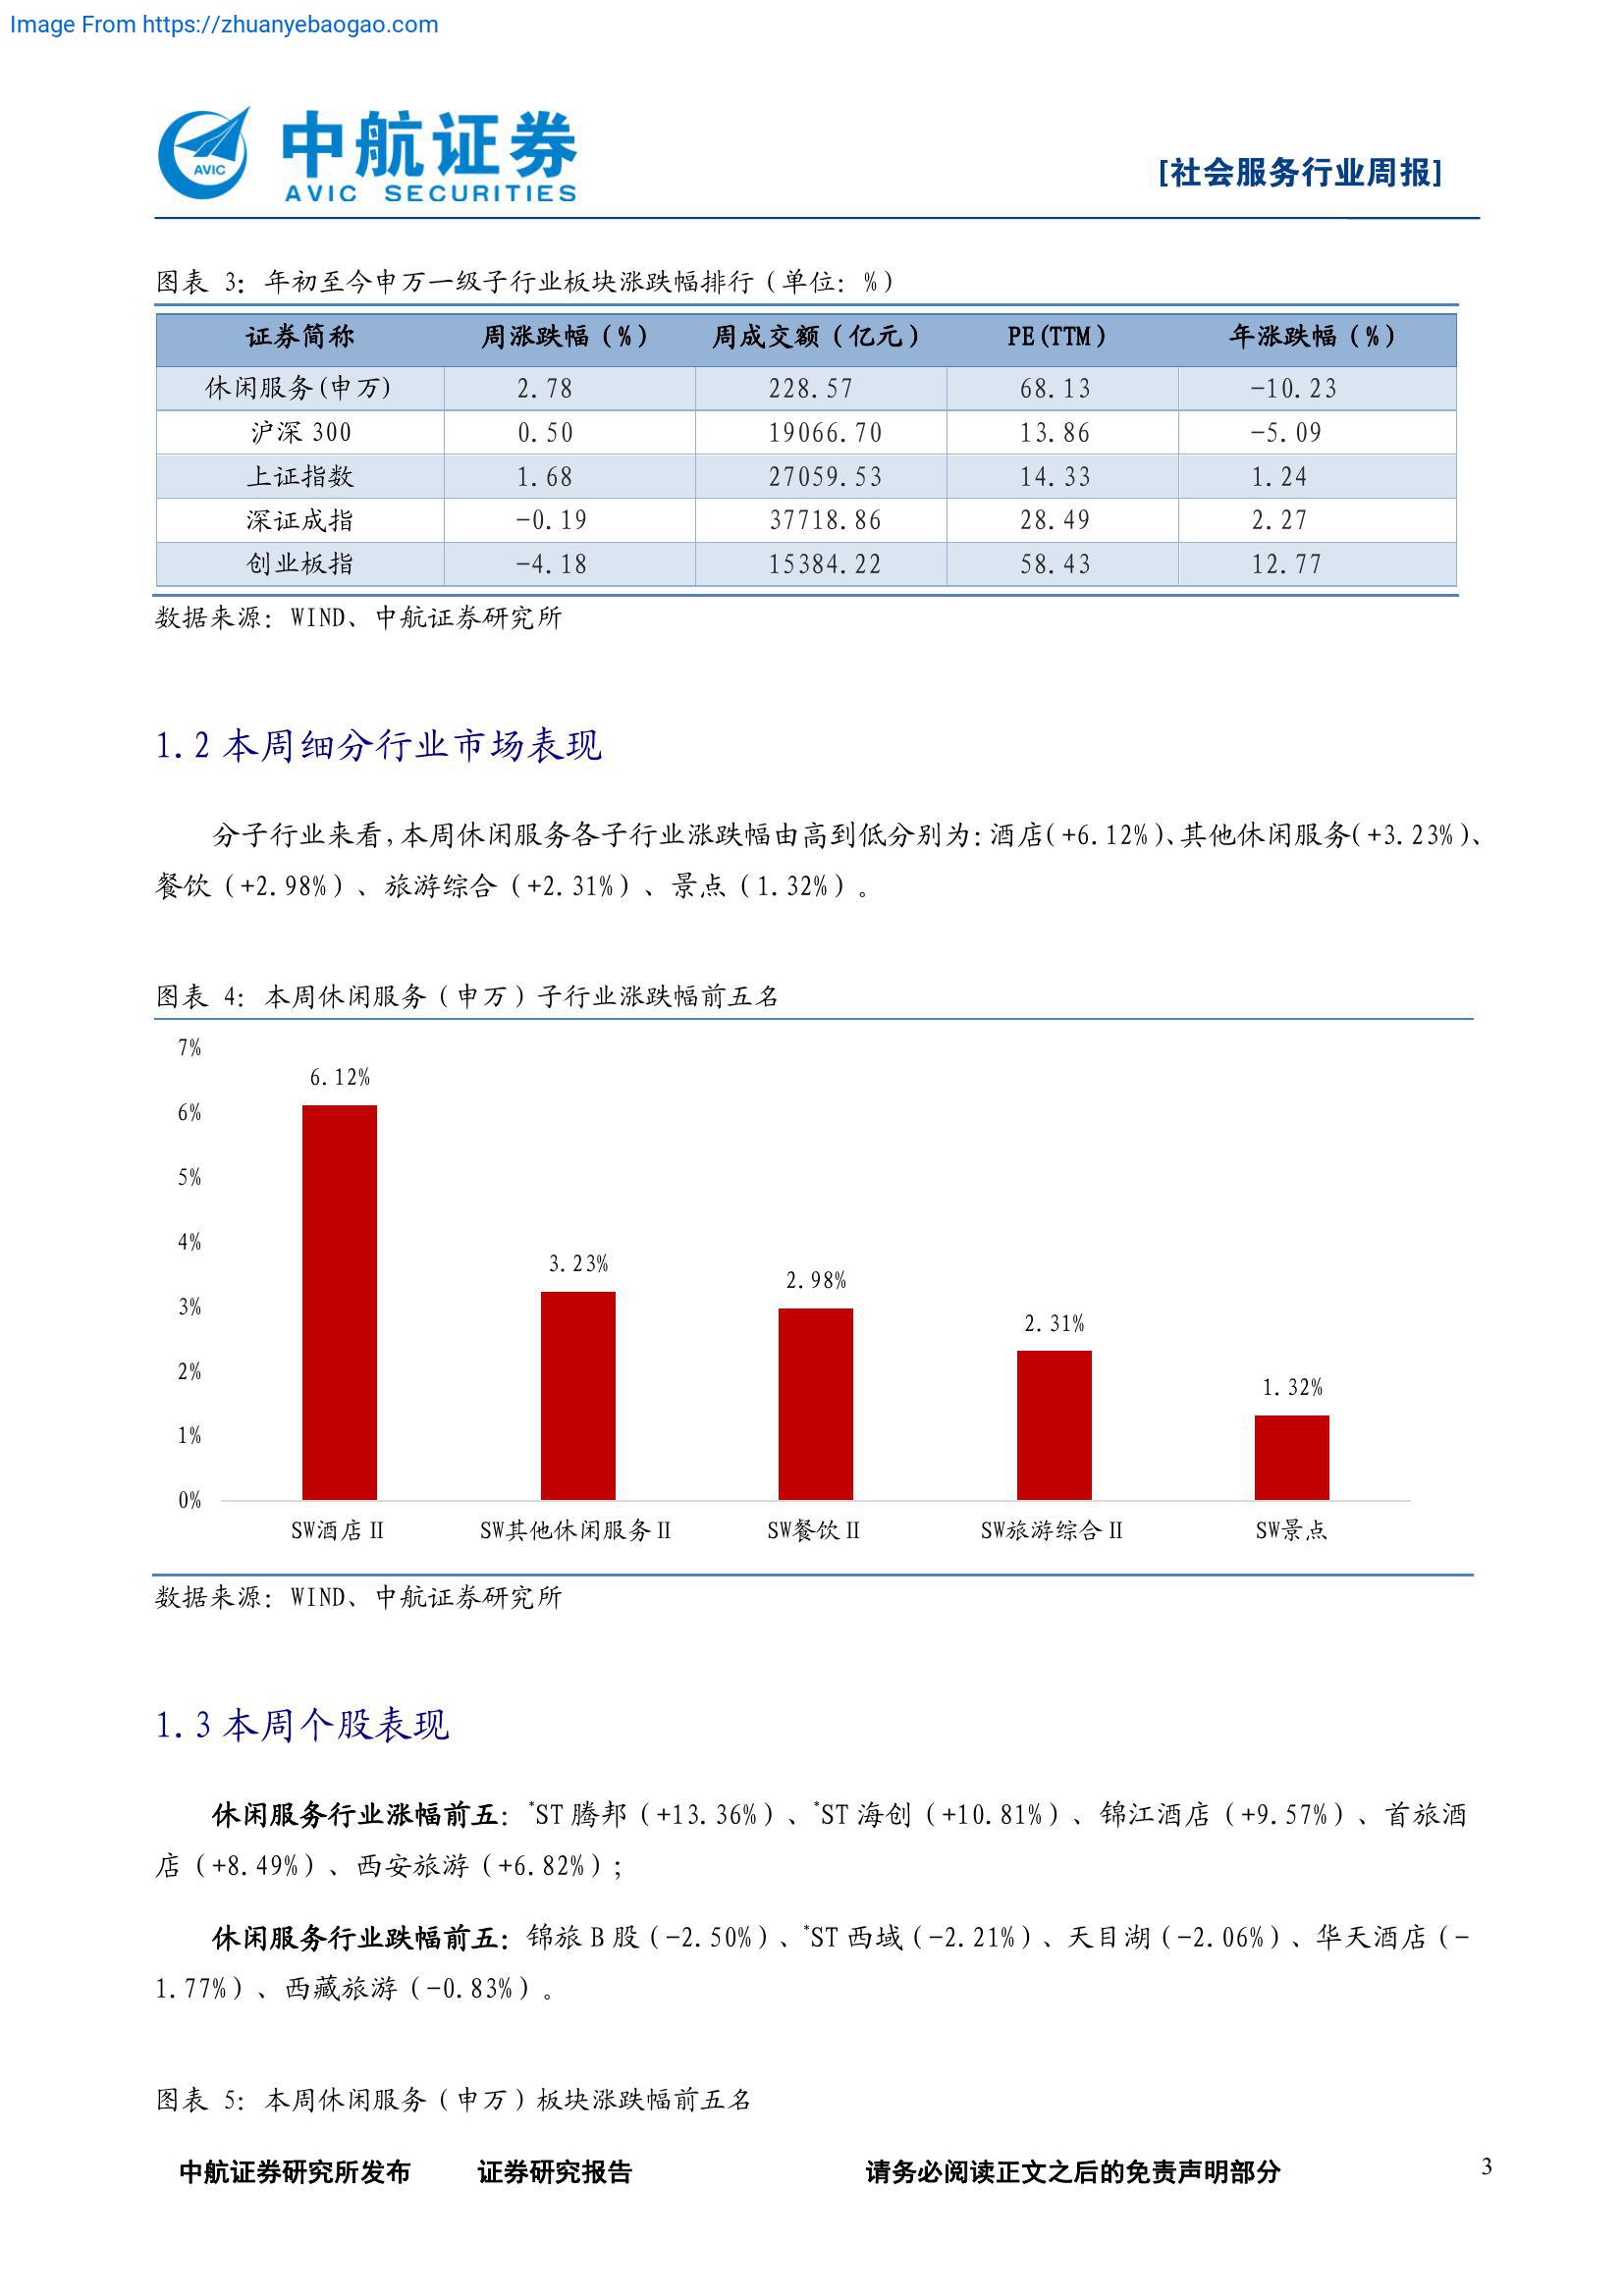 Image From https://zhuanyebaogao.com
AVIC
中航证券
AVIC SECURITIES
[社会服务行业周报]
图表 3：年初至今申万一级子行业板块涨跌幅排行（单位：%）
证券简称 周涨跌幅（%） 周成交额（亿元） PE(TTM) 年涨跌幅（%）
休闲服务(申万) 2.78 228.57 68.13 -10.23
沪深 300 0.50 19066.70 13.86 -5.09
上证指数 1.68 27059.53 14.33 1.24
深证成指 -0.19 37718.86 28.49 2.27
创业板指 -4.18 15384.22 58.43 12.77
数据来源：WIND、中航证券研究所
1.2 本周细分行业市场表现
分子行业来看，本周休闲服务各子行业涨跌幅由高到低分别为：酒店(+6.12%)、其他休闲服务(+3.23%)、
餐饮（+2.98%）、旅游综合（+2.31%）、景点（1.32%）。
图表 4：本周休闲服务（申万）子行业涨跌幅前五名
7%
6.12%
6%
5%
4%
3.23%
2.98%
3%
2.31%
2%
1.32%
1%
0%
SW酒店Ⅱ SW其他休闲服务Ⅱ SW餐饮Ⅱ SW旅游综合Ⅱ SW景点
数据来源：WIND、中航证券研究所
1.3 本周个股表现
休闲服务行业涨幅前五：*ST 腾邦（+13.36%）、*ST 海创（+10.81%）、锦江酒店（+9.57%）、首旅酒
店（+8.49%）、西安旅游（+6.82%）；
休闲服务行业跌幅前五：锦旅 B 股（-2.50%）、*ST 西域（-2.21%）、天目湖（-2.06%）、华天酒店（-
1.77%）、西藏旅游（-0.83%）。
图表 5：本周休闲服务（申万）板块涨跌幅前五名
中航证券研究所发布 证券研究报告 请务必阅读正文之后的免责声明部分 3